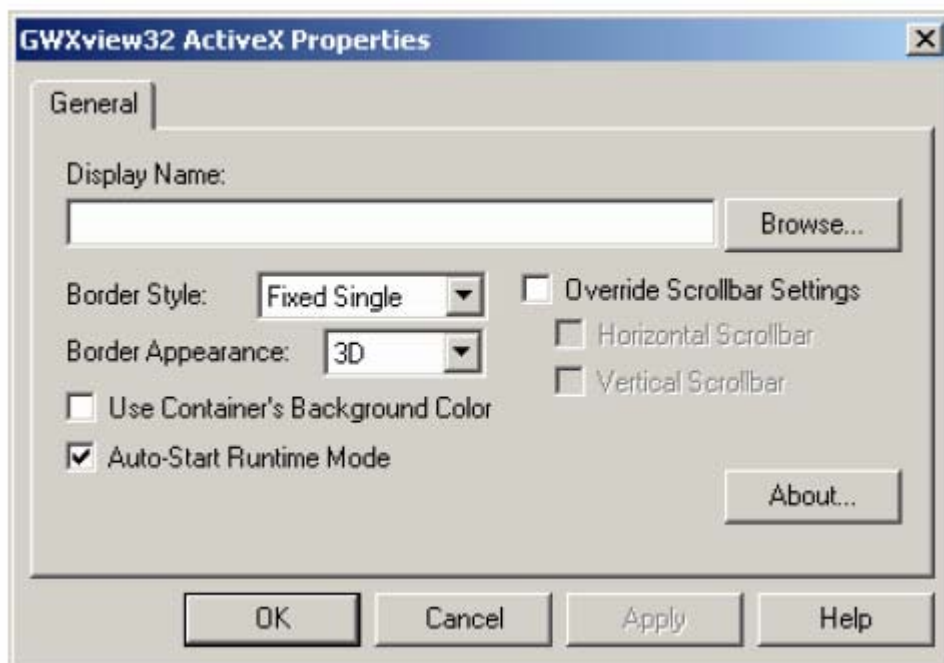 GWXview32 ActiveX Properties
General
Display Name:
Browse...
Border Style:
Fixed Single
Override Scrollbar Settings
Border Appearance:
3D
Horizontal Scrollbar
Vertical Scrollbar
Use Container's Background Color
Auto-Start Runtime Mode
About...
OK
Cancel
Apply
Help